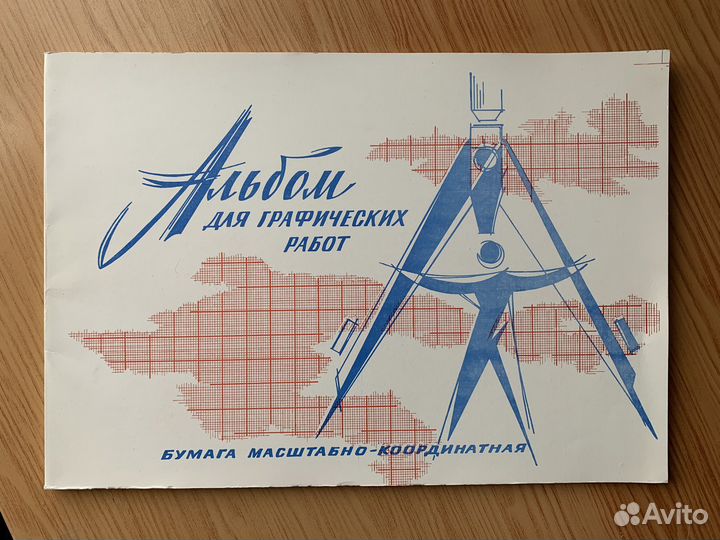 Альбом
ДЛЯ ГРАФИЧЕСКИХ
РАБОТ
БУМАГА МАСШТАБНО-КООРДИНАТНАЯ
Avito